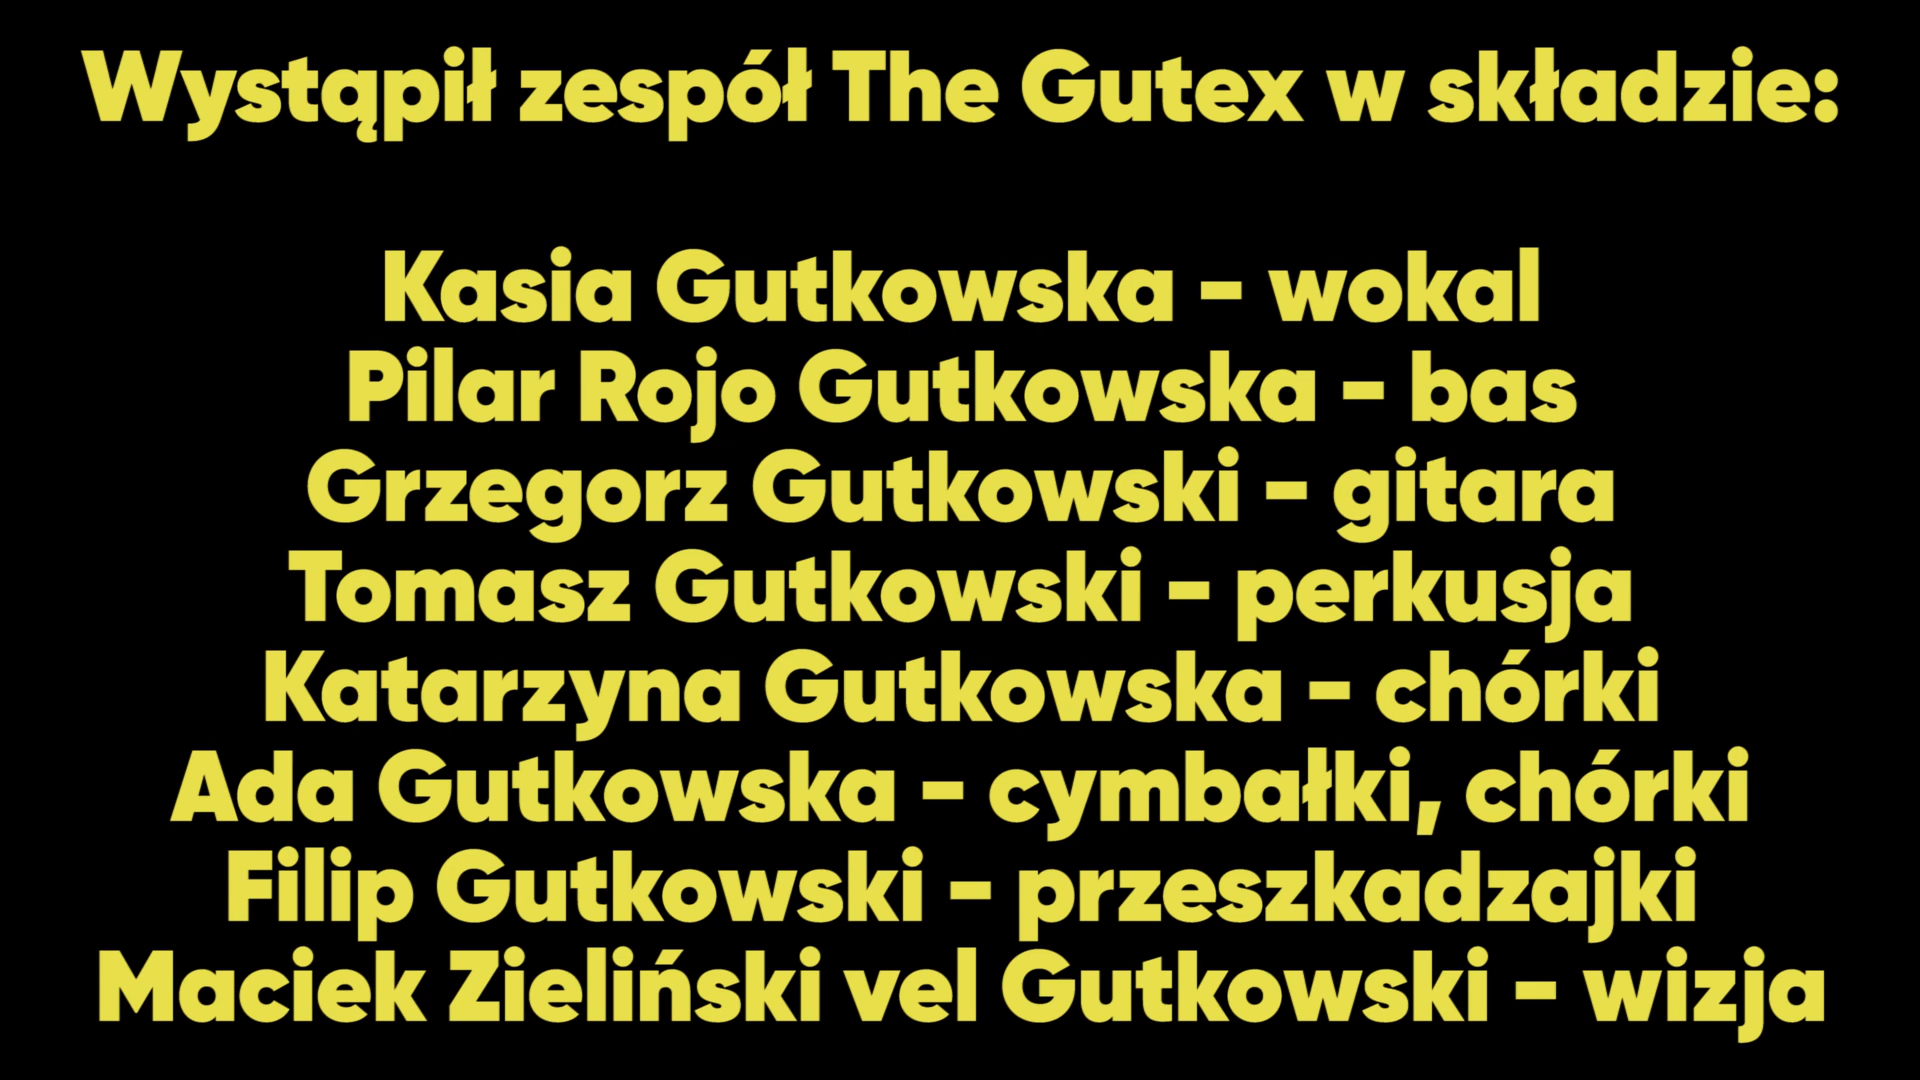 Wystąpił zespół The Gutex w składzie:
Kasia Gutkowska - wokal
Pilar Rojo Gutkowska - bas
Grzegorz Gutkowski - gitara
Tomasz Gutkowski - perkusja
Katarzyna Gutkowska - chórki
Ada Gutkowska - cymbałki, chórki
Filip Gutkowski - przeszkadzajki
Maciek Zieliński vel Gutkowski - wizja